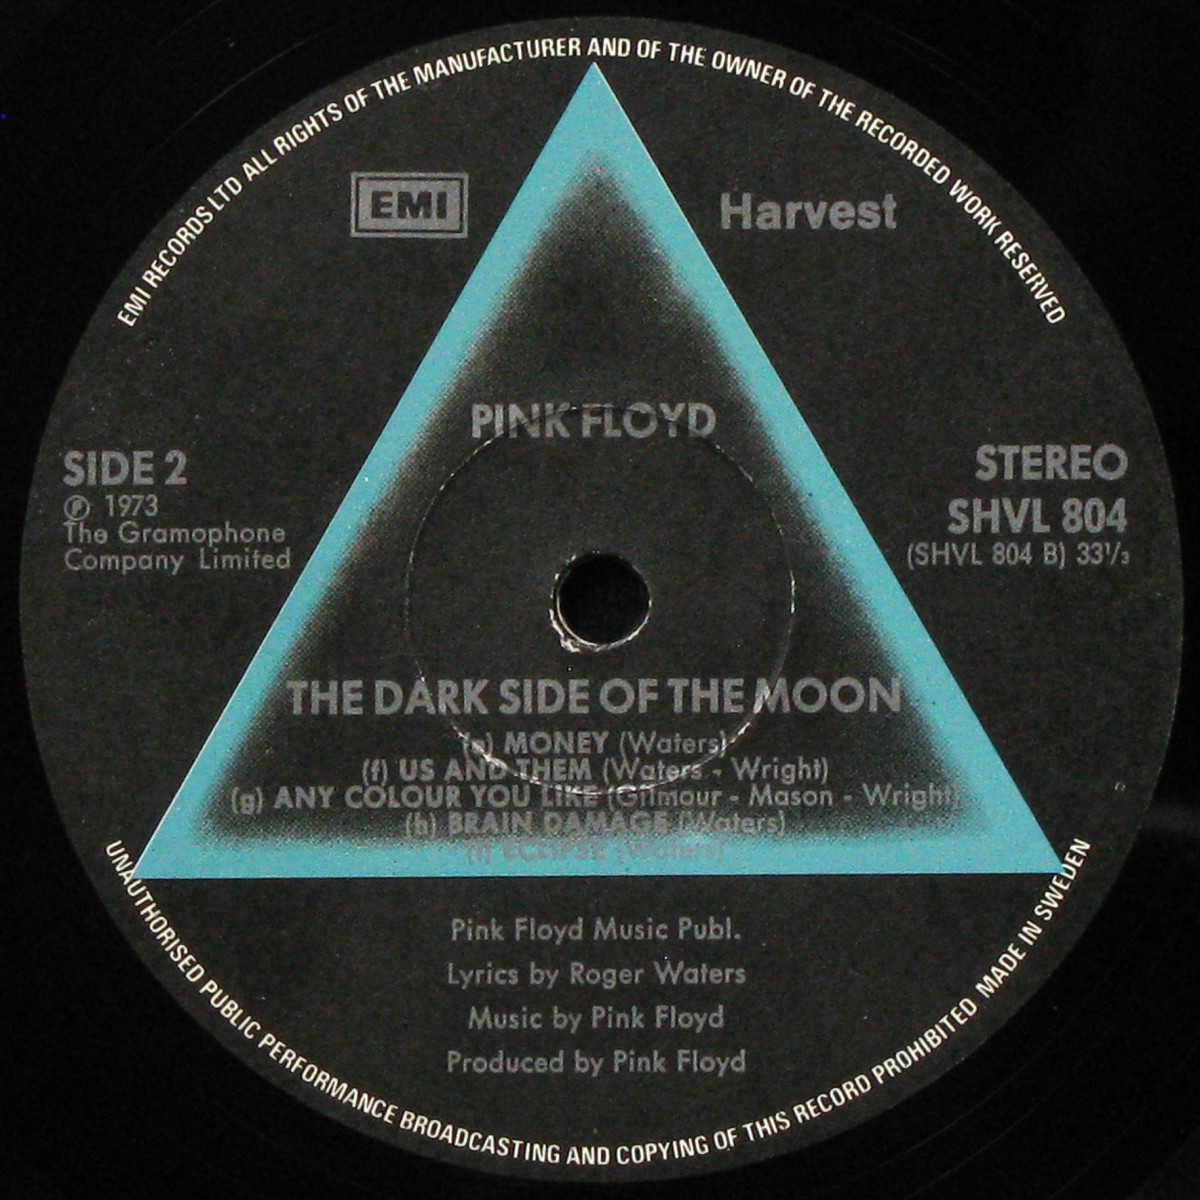 EMI RECORDS LTD ALL RIGHTS OF THE MANUFACTURER AND OF THE OWNER OF THE RECORDED WORK RESERVED
EMI
Harvest
PINK FLOYD
SIDE 2
℗ 1973
The Gramophone
Company Limited
STEREO
SHVL 804
(SHVL 804 B) 33⅓
THE DARK SIDE OF THE MOON
(e) MONEY (Waters)
(f) US AND THEM (Waters - Wright)
(g) ANY COLOUR YOU LIKE (Gilmour - Mason - Wright)
(h) BRAIN DAMAGE (Waters)
(i) ECLIPSE (Waters)
Pink Floyd Music Publ.
Lyrics by Roger Waters
Music by Pink Floyd
Produced by Pink Floyd
UNAUTHORISED PUBLIC PERFORMANCE BROADCASTING AND COPYING OF THIS RECORD PROHIBITED MADE IN SWEDEN